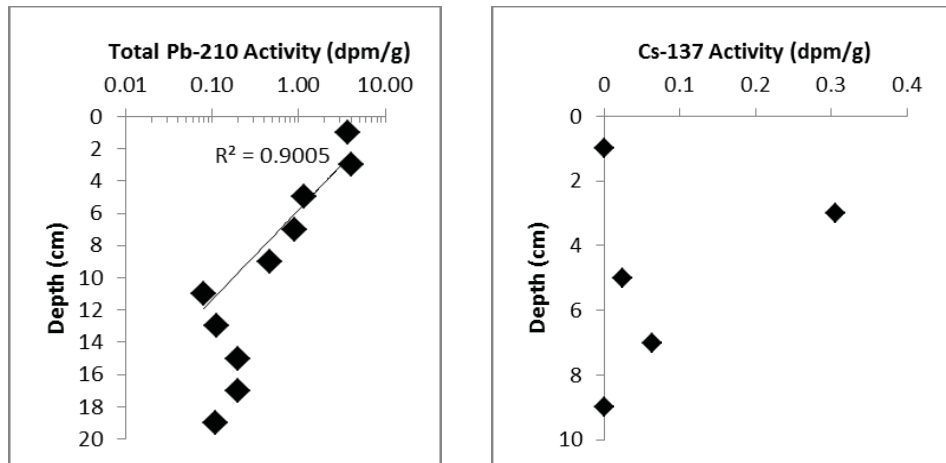 Total Pb-210 Activity (dpm/g)
0.01 0.10 1.00 10.00
0
2
4
6
8
10
12
14
16
18
20
Depth (cm)
R² = 0.9005
Cs-137 Activity (dpm/g)
0 0.1 0.2 0.3 0.4
0
2
4
6
8
10
Depth (cm)